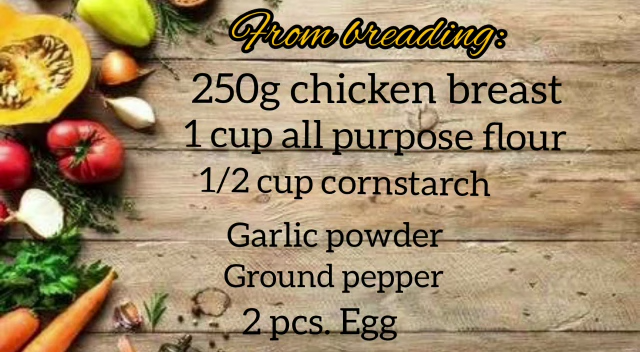 From breading:
250g chicken breast
1 cup all purpose flour
1/2 cup cornstarch
Garlic powder
Ground pepper
2 pcs. Egg